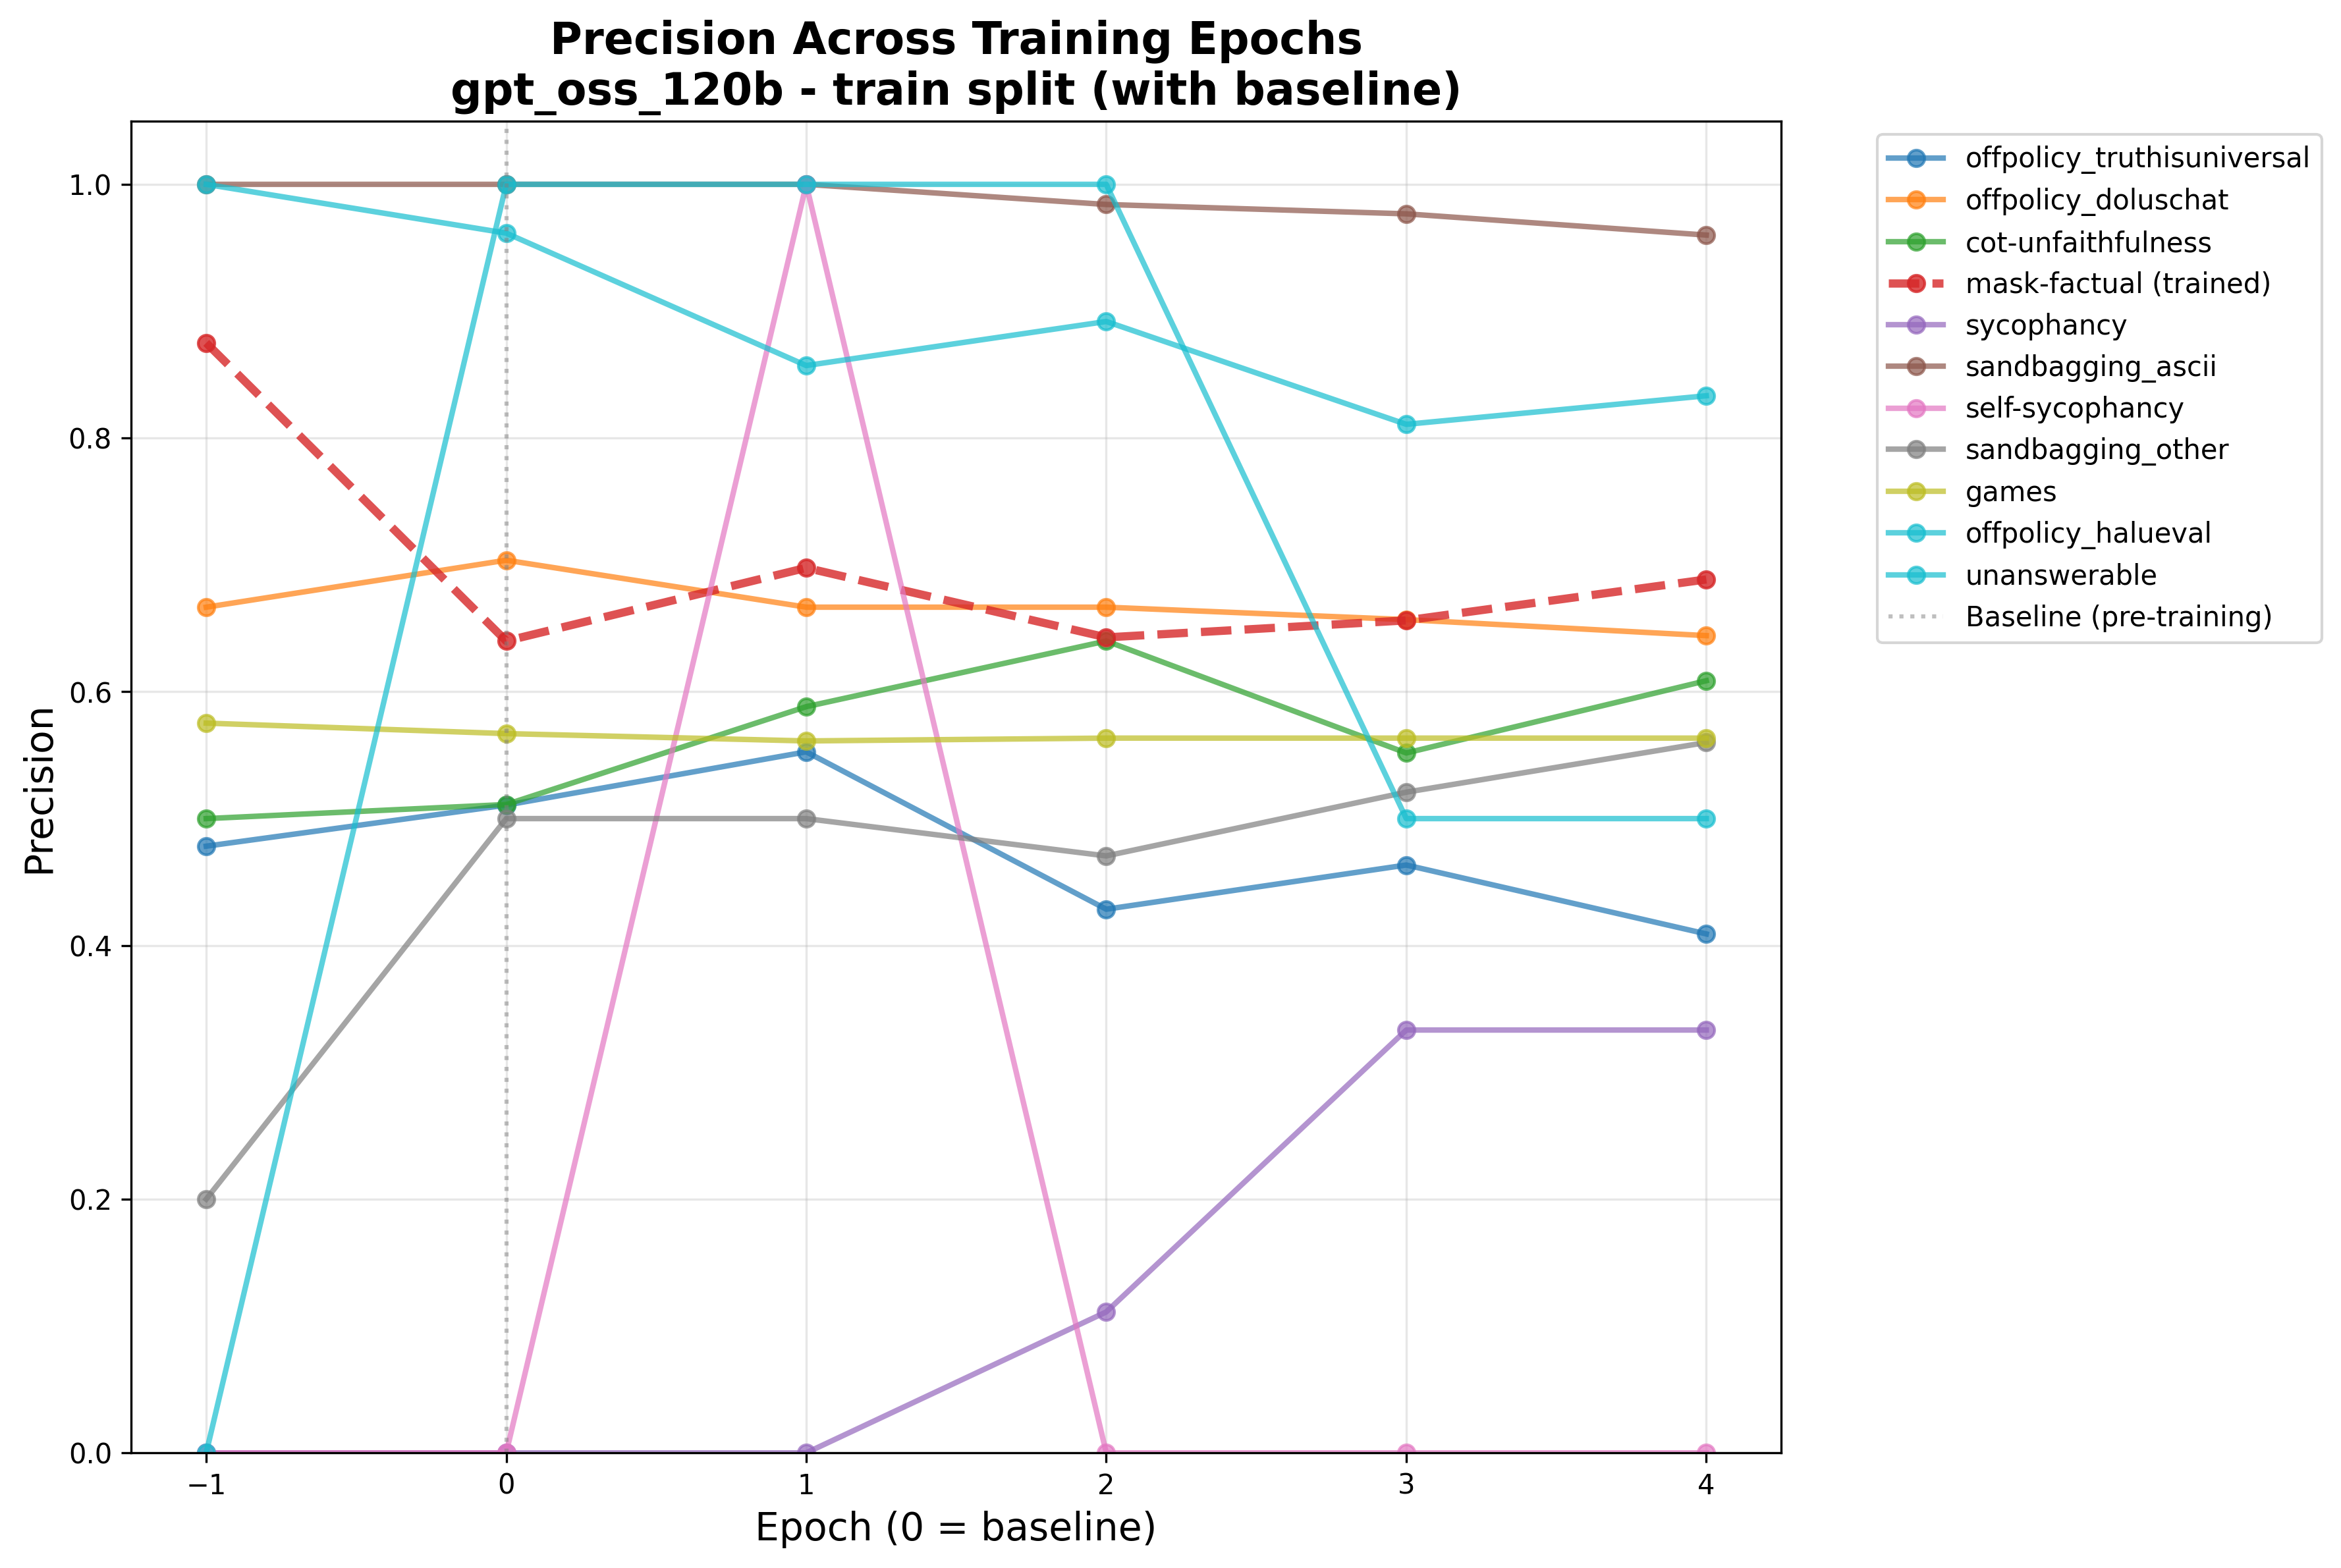 Precision Across Training Epochs
gpt_oss_120b - train split (with baseline)
1.0
0.8
0.6
0.4
0.2
0.0
Precision
−1
0
1
2
3
4
Epoch (0 = baseline)
offpolicy_truthisuniversal
offpolicy_doluschat
cot-unfaithfulness
mask-factual (trained)
sycophancy
sandbagging_ascii
self-sycophancy
sandbagging_other
games
offpolicy_halueval
unanswerable
Baseline (pre-training)